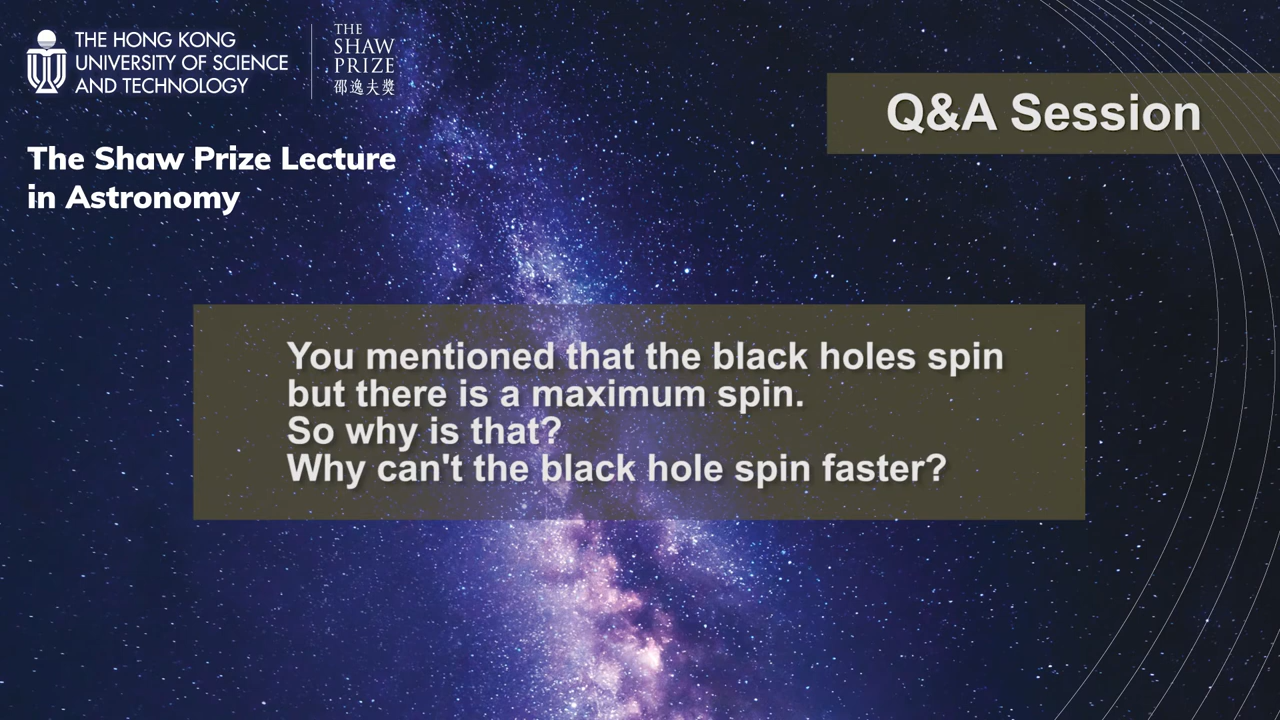 THE HONG KONG
UNIVERSITY OF SCIENCE
AND TECHNOLOGY
THE
SHAW
PRIZE
邵逸夫獎
The Shaw Prize Lecture
in Astronomy
Q&A Session
You mentioned that the black holes spin
but there is a maximum spin.
So why is that?
Why can't the black hole spin faster?